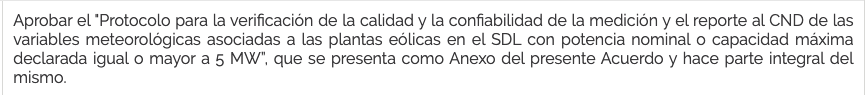 Aprobar el "Protocolo para la verificación de la calidad y la confiabilidad de la medición y el reporte al CND de las
variables meteorológicas asociadas a las plantas eólicas en el SDL con potencia nominal o capacidad máxima
declarada igual o mayor a 5 MW”, que se presenta como Anexo del presente Acuerdo y hace parte integral del
mismo.